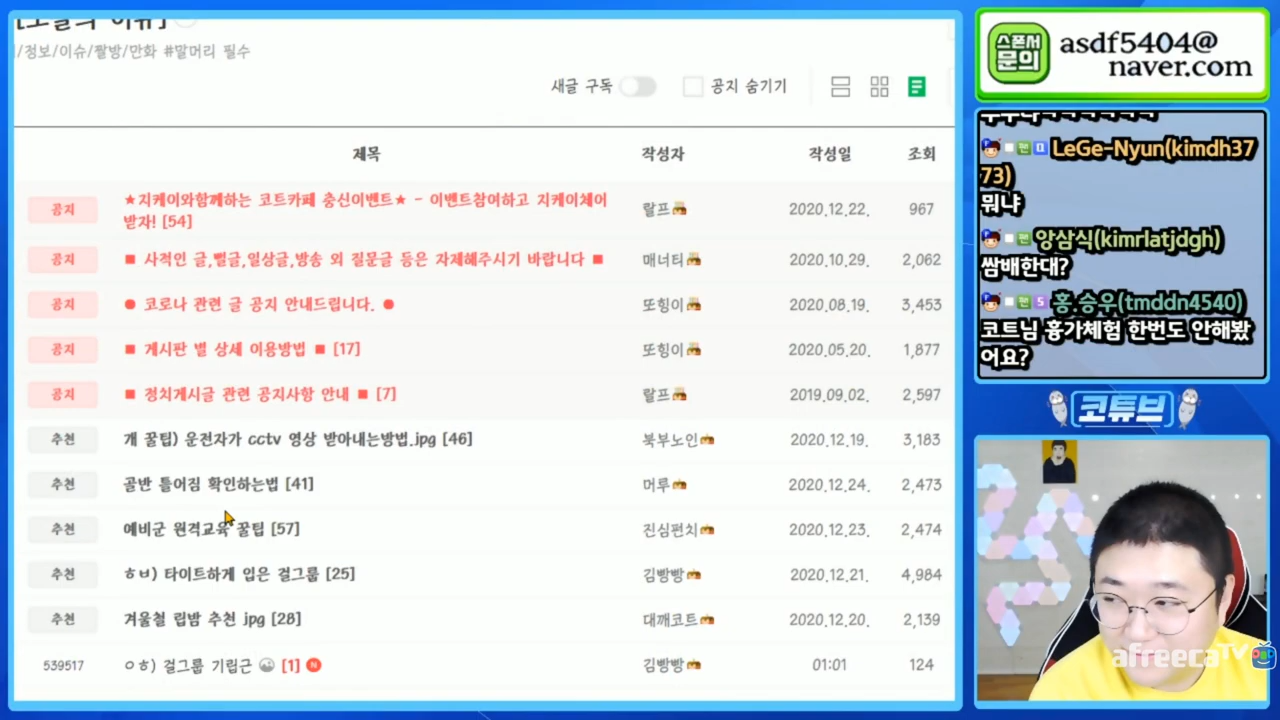 [오늘의 이슈]
/정보/이슈/짤방/만화 #말머리 필수
새글 구독 공지 숨기기
제목 작성자 작성일 조회
공지 ★지케이와함께하는 코트카페 충신이벤트★ - 이벤트참여하고 지케이체어 받자! [54] 랄프 2020.12.22. 967
공지 ■ 사적인 글,뻘글,일상글,방송 외 질문글 등은 자제해주시기 바랍니다 ■ 매너티 2020.10.29. 2,062
공지 ● 코로나 관련 글 공지 안내드립니다. ● 또힝이 2020.08.19. 3,453
공지 ■ 게시판 별 상세 이용방법 ■ [17] 또힝이 2020.05.20. 1,877
공지 ■ 정치게시글 관련 공지사항 안내 ■ [7] 랄프 2019.09.02. 2,597
추천 개 꿀팁) 운전자가 cctv 영상 받아내는방법.jpg [46] 북부노인 2020.12.19. 3,183
추천 골반 틀어짐 확인하는법 [41] 머루 2020.12.24. 2,473
추천 예비군 원격교육 꿀팁 [57] 진심펀치 2020.12.23. 2,474
추천 ㅎㅂ) 타이트하게 입은 걸그룹 [25] 김빵빵 2020.12.21. 4,984
추천 겨울철 립밤 추천 jpg [28] 대깨코트 2020.12.20. 2,139
539517 ㅇㅎ) 걸그룹 기립근 [1] N 김빵빵 01:01 124
스폰서
문의
asdf5404@
naver.com
LeGe-Nyun(kimdh37
73)
뭐냐
앙삼식(kimrlatjdgh)
쌈배한대?
홍.승우(tmddn4540)
코트님 흉가체험 한번도 안해봤
어요?
코튜브
afreecaTV